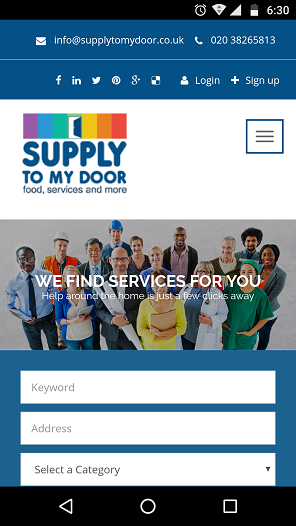 6:30
info@supplytomydoor.co.uk 020 38265813
Login Sign up
SUPPLY
TO MY DOOR
food, services and more
WE FIND SERVICES FOR YOU
Help around the home is just a few clicks away
Keyword
Address
Select a Category